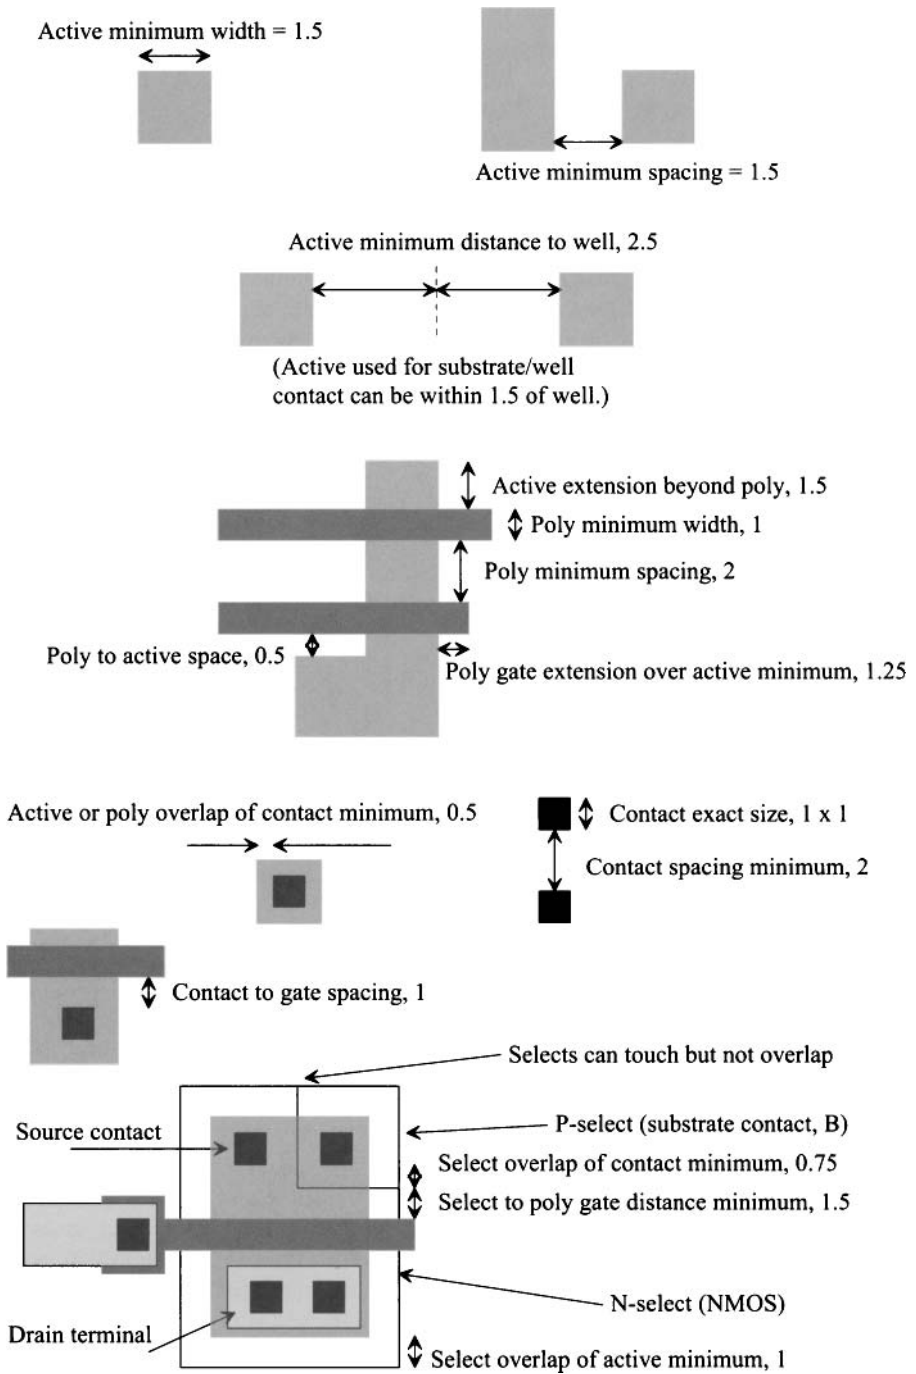 Active minimum width = 1.5
Active minimum spacing = 1.5
Active minimum distance to well, 2.5
(Active used for substrate/well
contact can be within 1.5 of well.)
Active extension beyond poly, 1.5
Poly minimum width, 1
Poly minimum spacing, 2
Poly to active space, 0.5
Poly gate extension over active minimum, 1.25
Active or poly overlap of contact minimum, 0.5
Contact exact size, 1 x 1
Contact spacing minimum, 2
Contact to gate spacing, 1
Selects can touch but not overlap
Source contact
P-select (substrate contact, B)
Select overlap of contact minimum, 0.75
Select to poly gate distance minimum, 1.5
N-select (NMOS)
Drain terminal
Select overlap of active minimum, 1